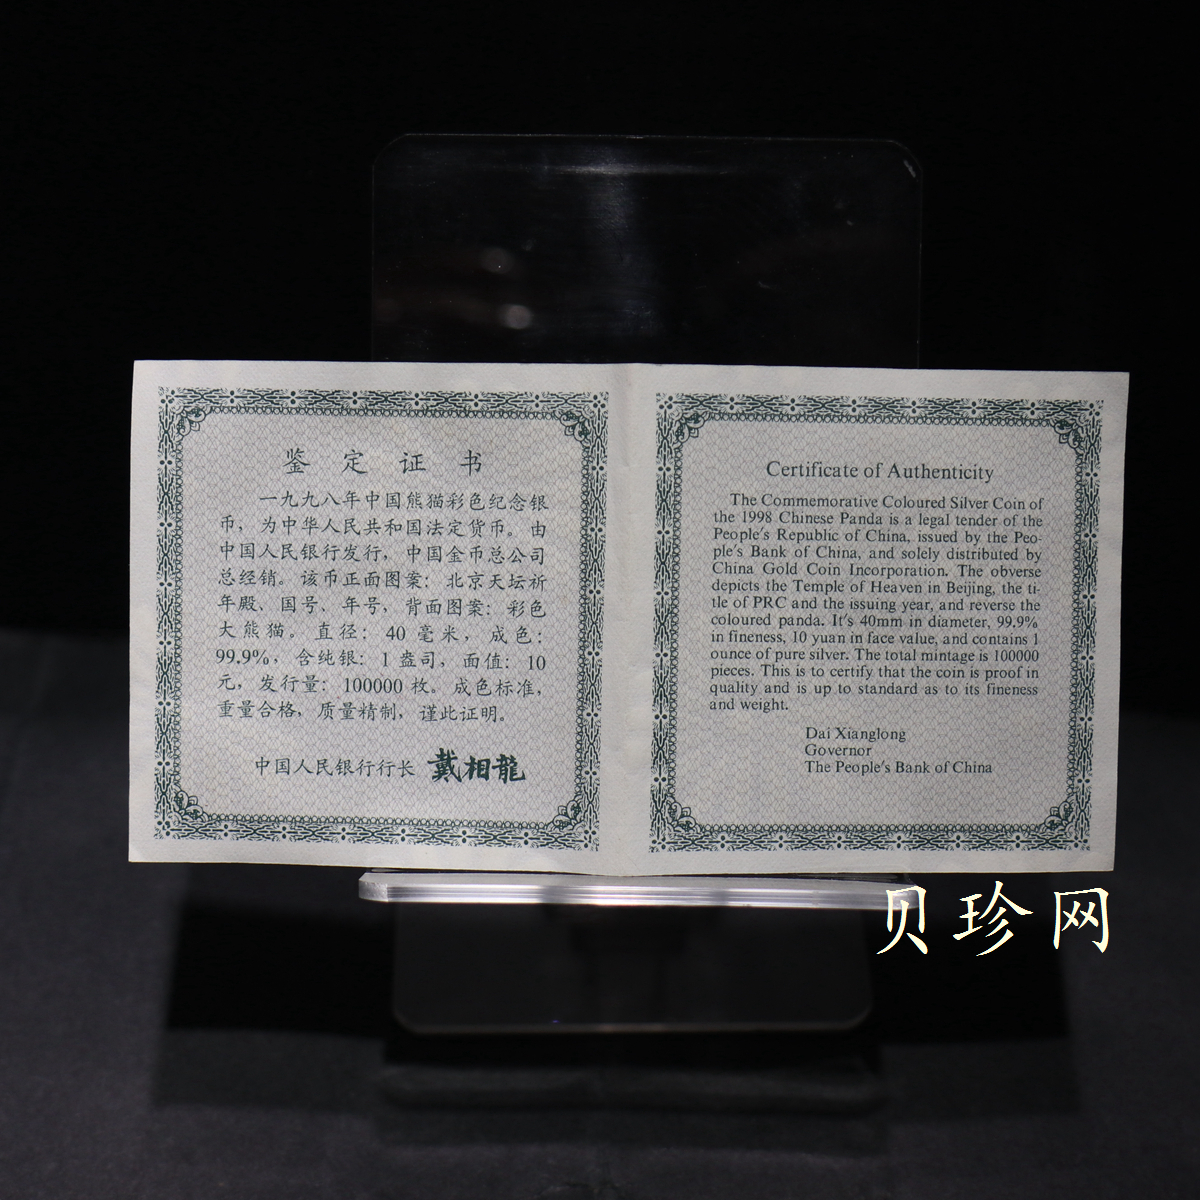 鉴定证书
一九九八年中国熊猫彩色纪念银
币，为中华人民共和国法定货币。由
中国人民银行发行，中国金币总公司
总经销。该币正面图案：北京天坛祈
年殿、国号、年号，背面图案：彩色
大熊猫。直径：40毫米，成色：
99.9%，含纯银：1盎司，面值：10
元，发行量：100000枚。成色标准，
重量合格，质量精制，谨此证明。
中国人民银行行长 戴相龍
Certificate of Authenticity
The Commemorative Coloured Silver Coin of
the 1998 Chinese Panda is a legal tender of the
People's Republic of China, issued by the Peo-
ple's Bank of China, and solely distributed by
China Gold Coin Incorporation. The obverse
depicts the Temple of Heaven in Beijing, the ti-
tle of PRC and the issuing year, and reverse the
coloured panda. It's 40mm in diameter, 99.9%
in fineness, 10 yuan in face value, and contains 1
ounce of pure silver. The total mintage is 100000
pieces. This is to certify that the coin is proof in
quality and is up to standard as to its fineness
and weight.
Dai Xianglong
Governor
The People's Bank of China
贝珍网